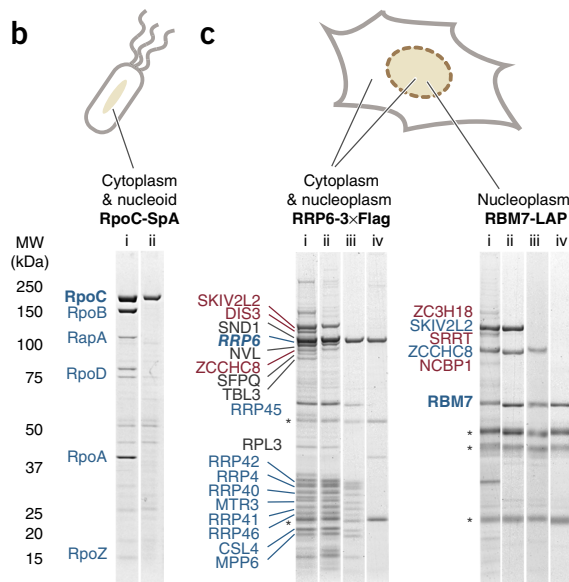 b
c
Cytoplasm
& nucleoid
RpoC-SpA
i ii
Cytoplasm
& nucleoplasm
RRP6-3×Flag
i ii iii iv
Nucleoplasm
RBM7-LAP
i ii iii iv
MW
(kDa)
250
150
100
75
50
37
25
20
15
RpoC
RpoB
RapA
RpoD
RpoA
RpoZ
SKIV2L2
DIS3
SND1
RRP6
NVL
ZCCHC8
SFPQ
TBL3
RRP45
*
RPL3
RRP42
RRP4
RRP40
MTR3
RRP41
*
RRP46
CSL4
MPP6
ZC3H18
SKIV2L2
SRRT
ZCCHC8
NCBP1
RBM7
*
*
*